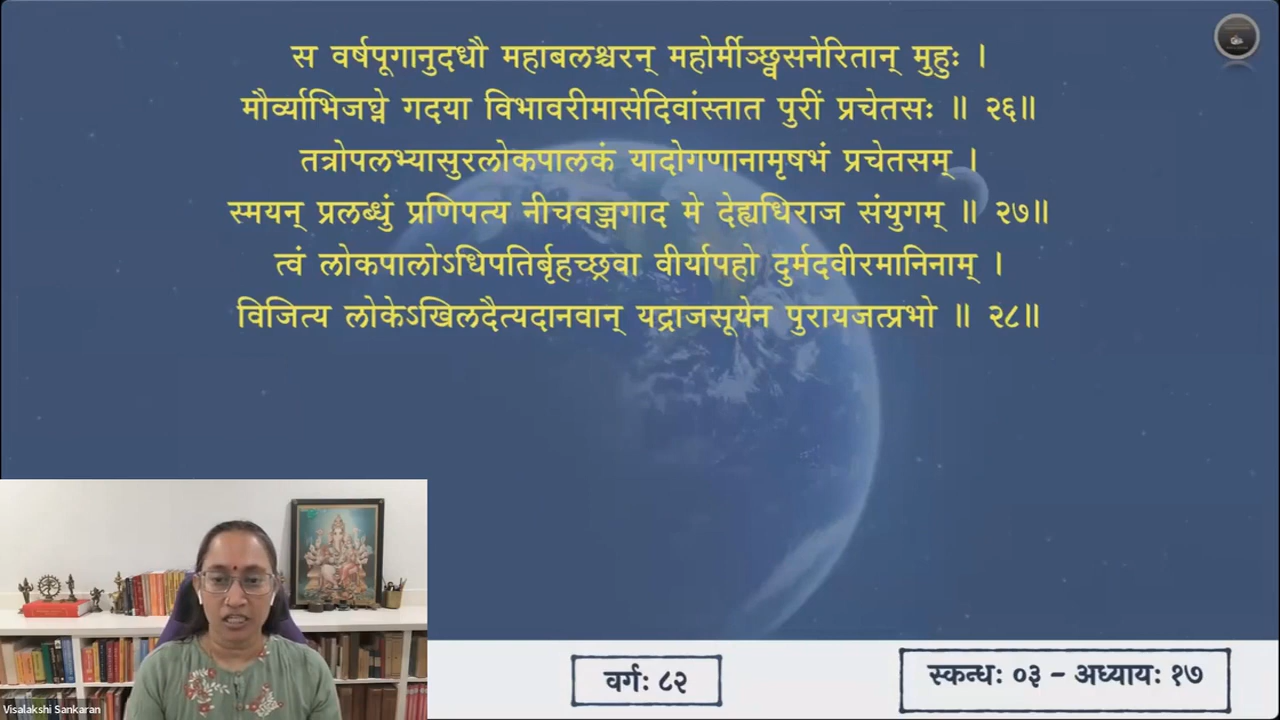 स वर्षपूगानुदधौ महाबलश्चरन् महोर्मीञ्छ्वसनेरितान् मुहुः ।
मौर्व्याभिजघ्ने गदया विभावरीमासेदिवांस्तात पुरीं प्रचेतसः ॥ २६॥
तत्रोपलभ्यासुरलोकपालकं यादोगणानामृषभं प्रचेतसम् ।
स्मयन् प्रलब्धुं प्रणिपत्य नीचवज्जगाद मे देह्यधिराज संयुगम् ॥ २७॥
त्वं लोकपालोऽधिपतिर्बृहच्छ्रवा वीर्यापहो दुर्मदवीरमानिनाम् ।
विजित्य लोकेऽखिलदैत्यदानवान् यद्राजसूयेन पुरायजत्प्रभो ॥ २८॥
Visalakshi Sankaran
वर्गः ८२
स्कन्धः ०३ - अध्यायः १७